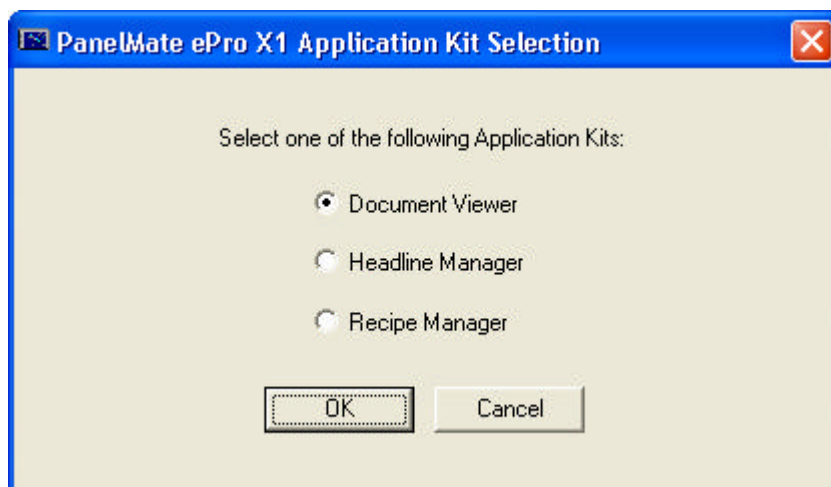 PanelMate ePro X1 Application Kit Selection
Select one of the following Application Kits:
Document Viewer
Headline Manager
Recipe Manager
OK Cancel